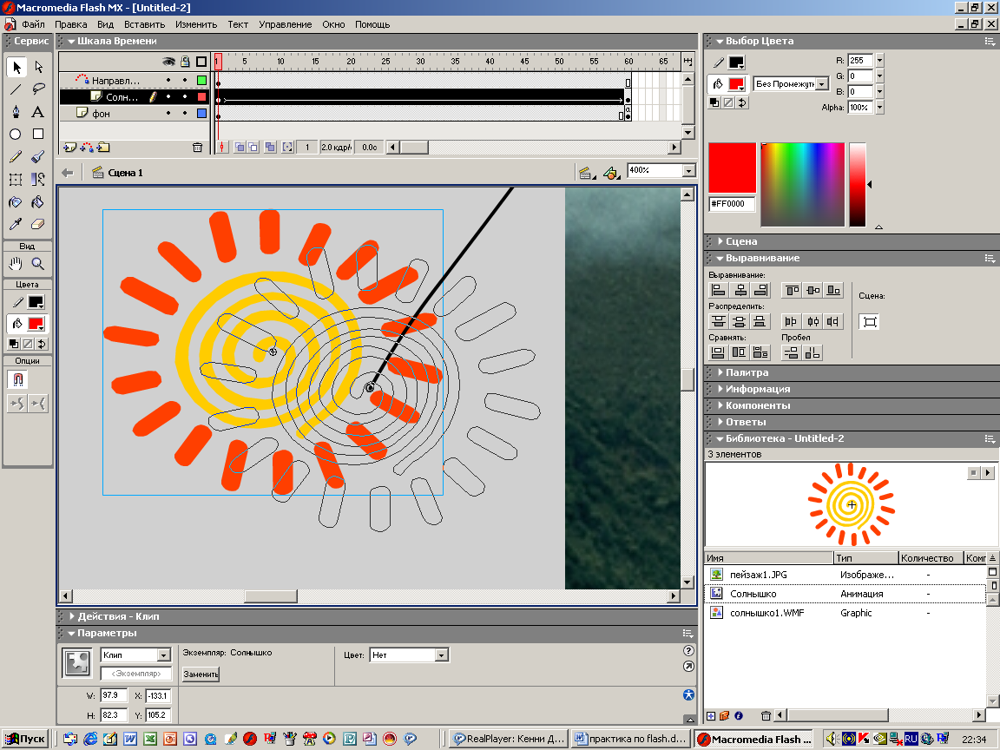 Macromedia Flash MX - [Untitled-2]
Файл Правка Вид Вставить Изменить Тект Управление Окно Помощь
Сервис
Шкала Времени
1 5 10 15 20 25 30 35 40 45 50 55 60 65
Направл...
Солн...
фон
1 2.0 кдр/ 0.0с
Сцена 1
400%
Вид
Цвета
Опции
Действия - Клип
Параметры
Клип
Экземпляр: Солнышко
Цвет: Нет
<Экземпляр>
Заменить
W: 97.9 X: -133.1
H: 82.3 Y: 105.2
Выбор Цвета
R: 255
Без Промежутк
G: 0
B: 0
Alpha: 100%
#FF0000
Сцена
Выравнивание
Выравнивание:
Сцена:
Распределить:
Сравнять: Пробел
Палитра
Информация
Компоненты
Ответы
Библиотека - Untitled-2
3 элементов
Имя Тип Количество Комг
пейзаж1.JPG Изображе... -
Солнышко Анимация -
солнышко1.WMF Graphic -
Пуск
RealPlayer: Кенни Д...
практика по flash.d...
Macromedia Flash ...
RU
22:34